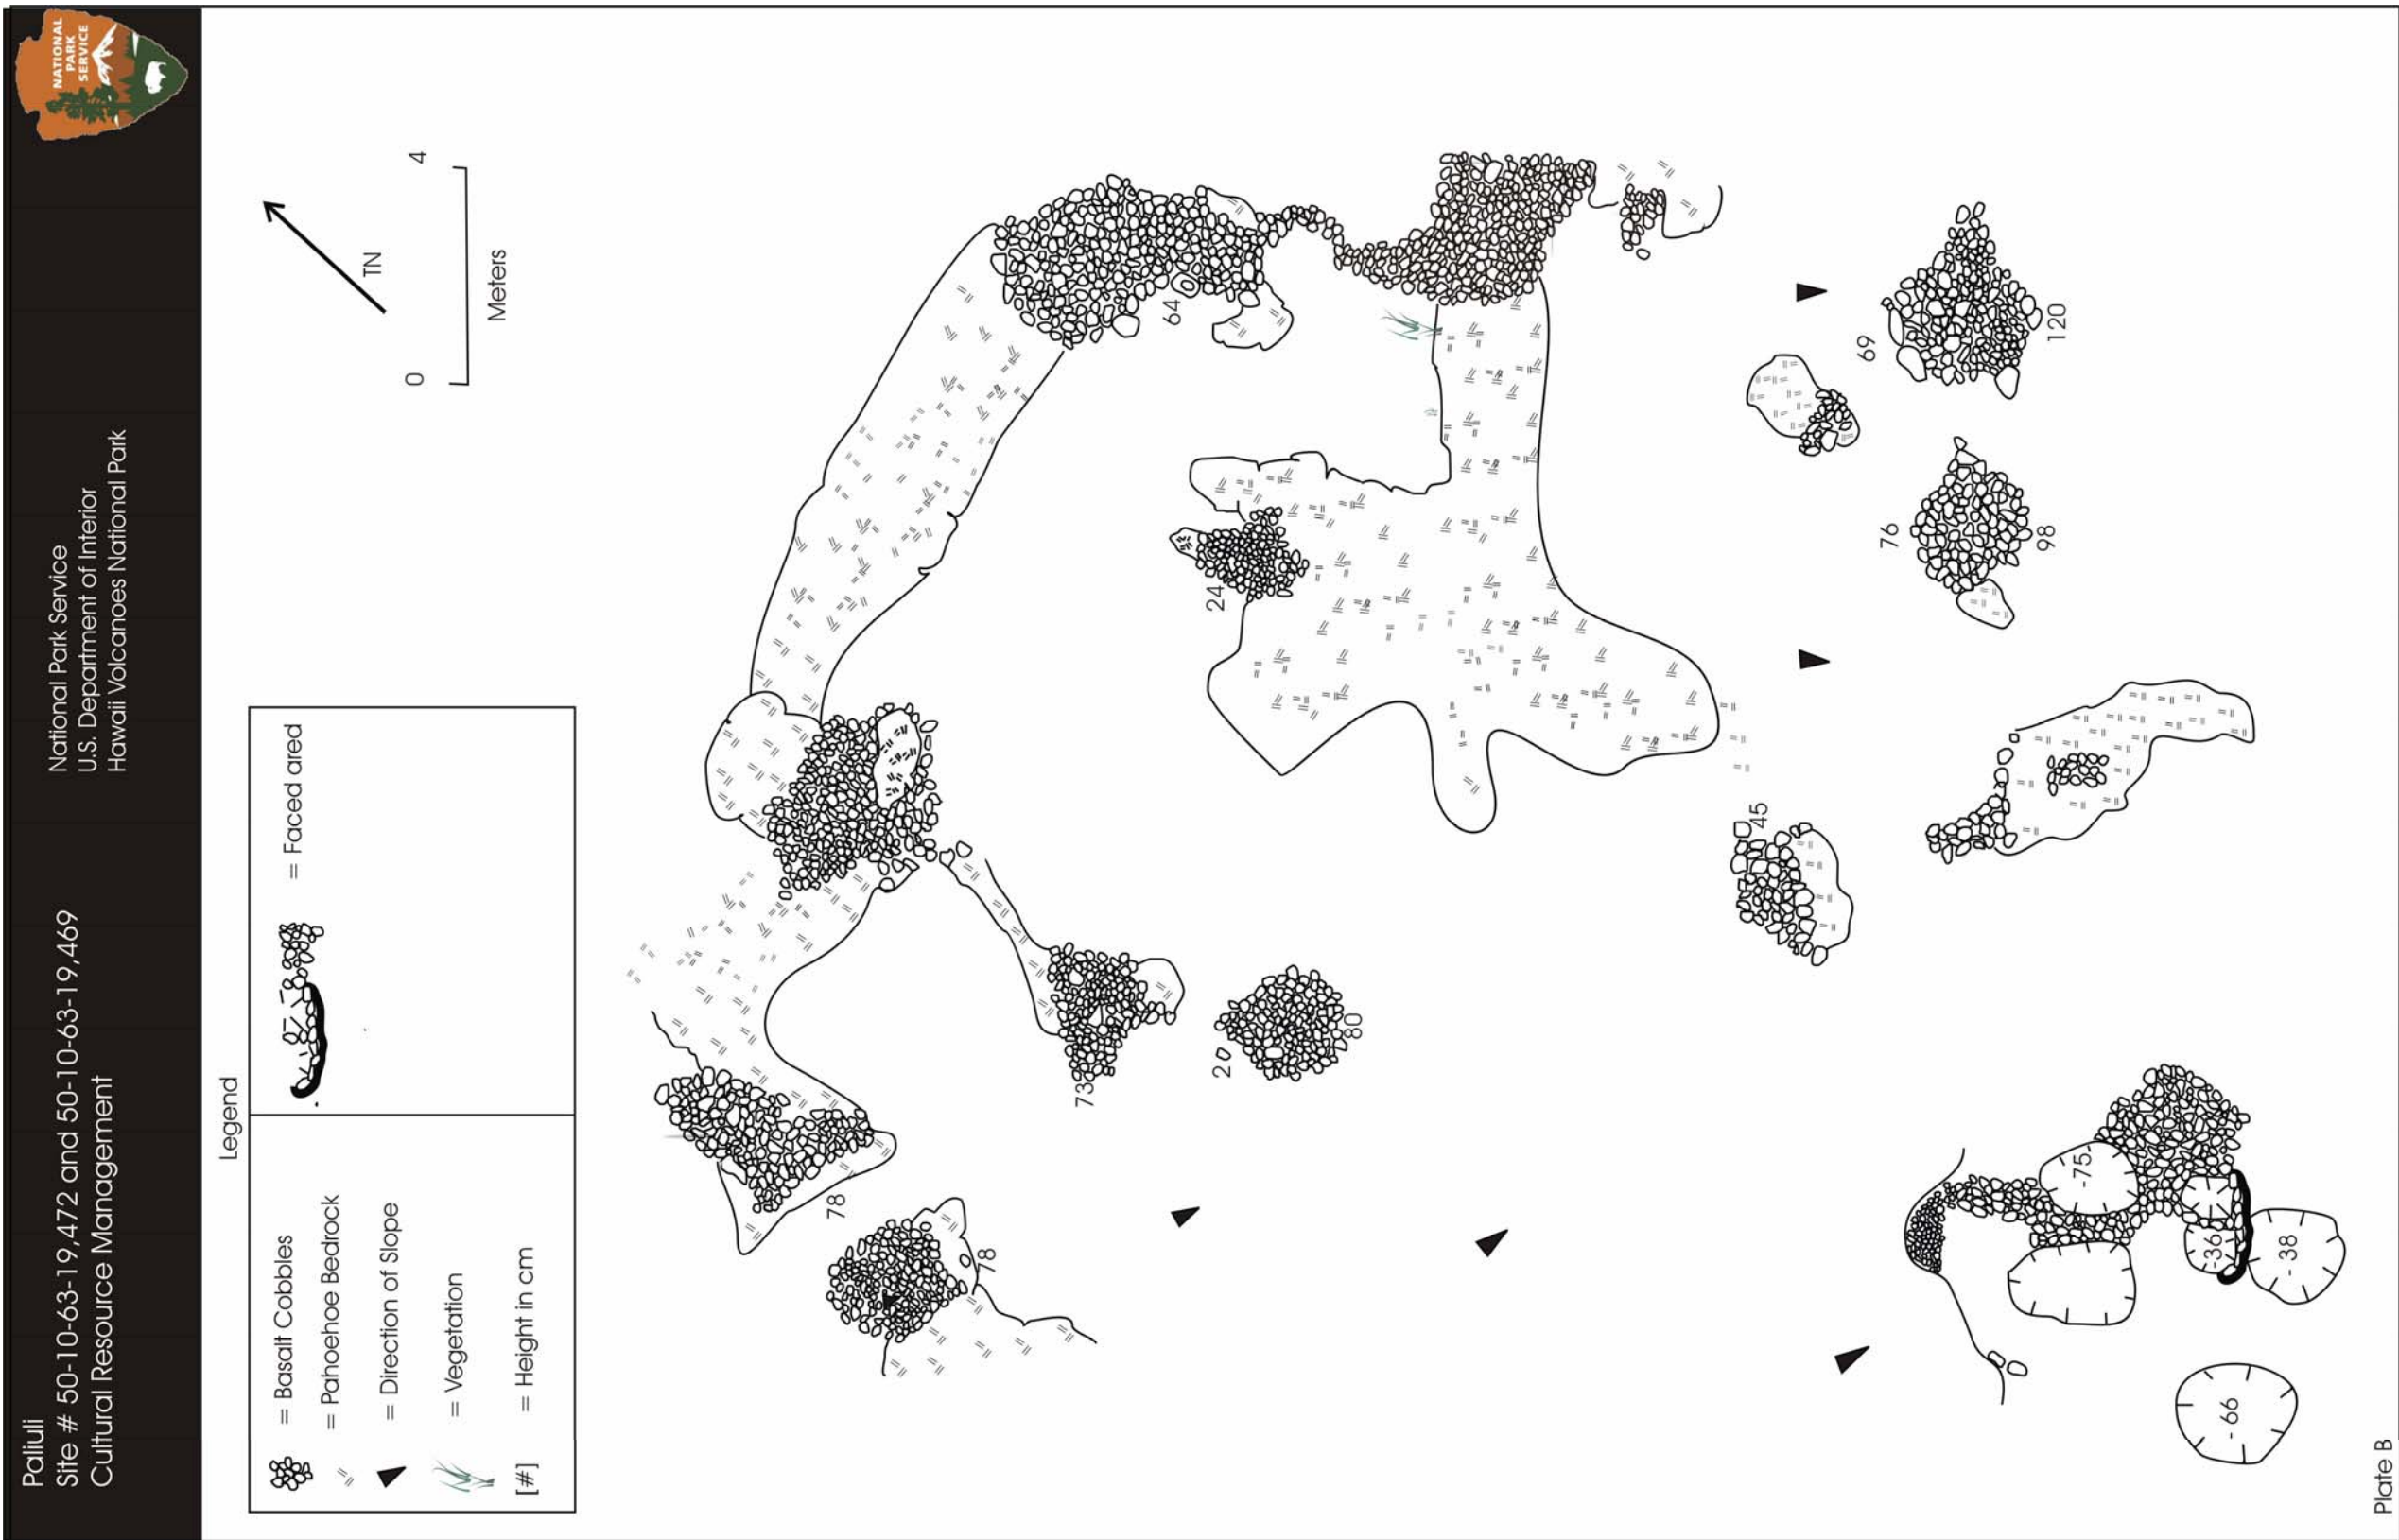 Paliuli
Site # 50-10-63-19,472 and 50-10-63-19,469
Cultural Resource Management
National Park Service
U.S. Department of Interior
Hawaii Volcanoes National Park
NATIONAL
PARK
SERVICE
Legend
= Basalt Cobbles
= Pahoehoe Bedrock
= Direction of Slope
= Vegetation
[#] = Height in cm
= Faced ared
TN
0 4
Meters
64
24
78
78
73
20
80
45
69
120
76
98
-75
-36
-38
-66
Plate B